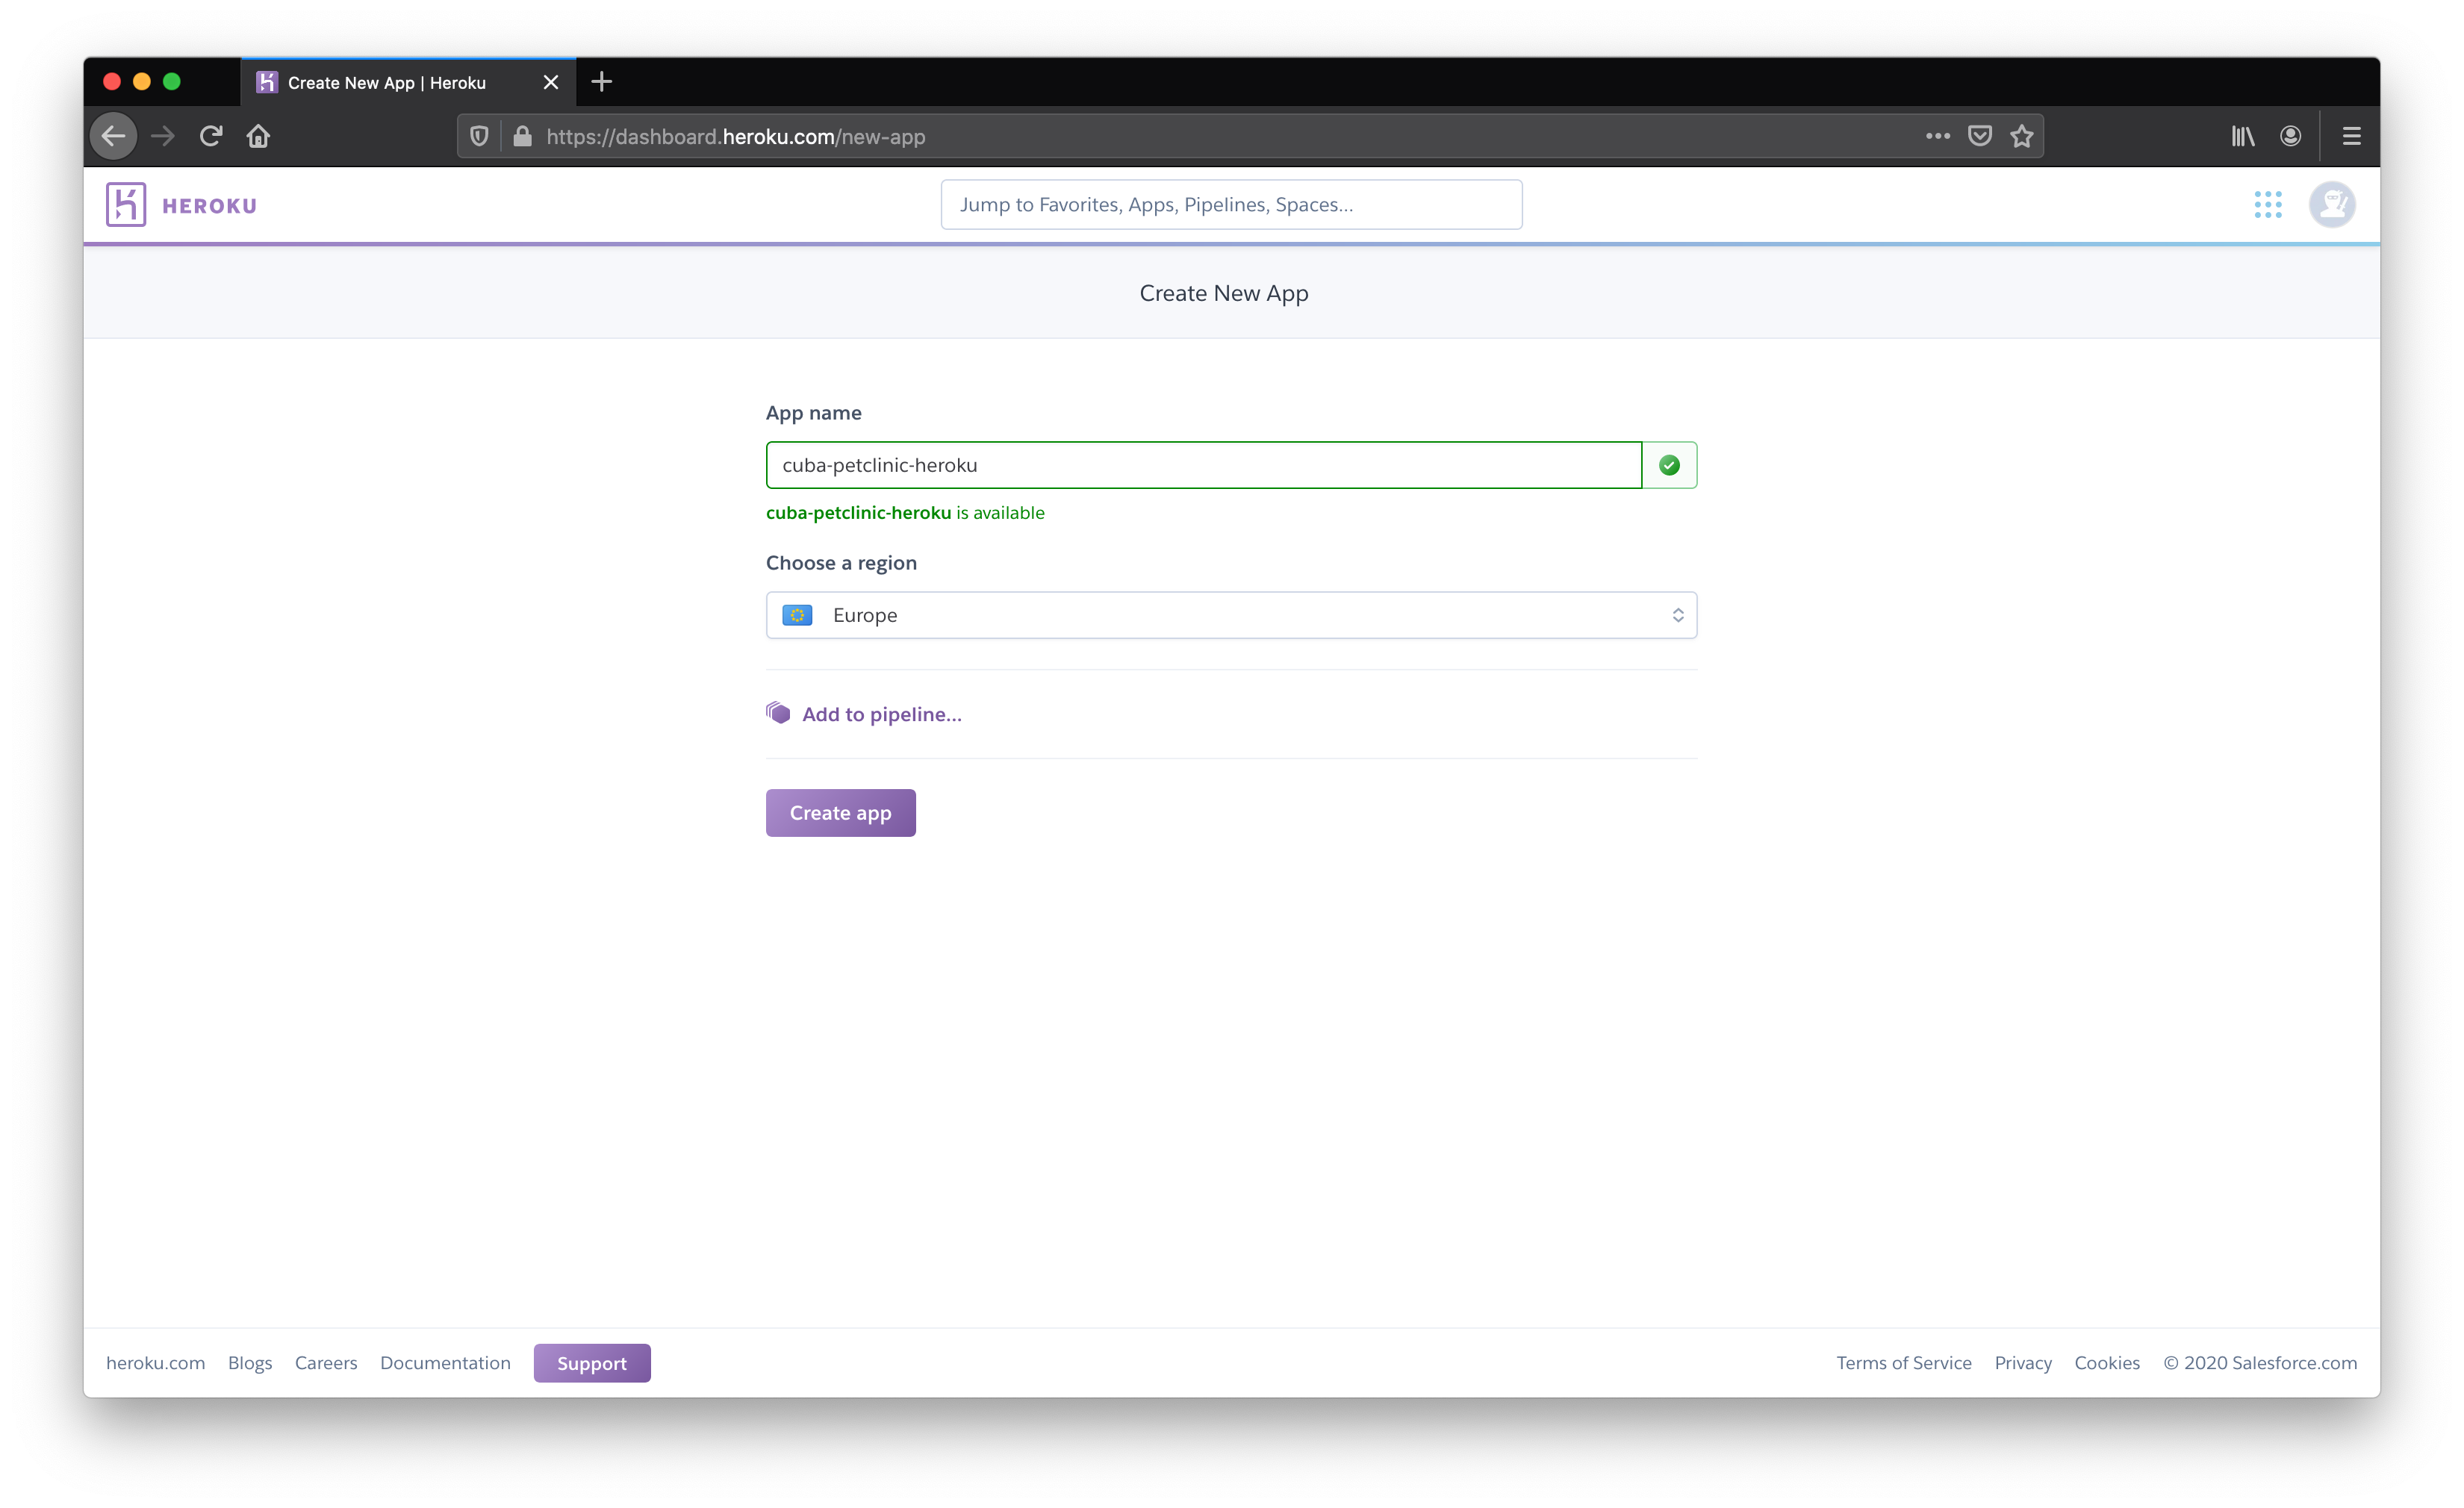 Create New App | Heroku
https://dashboard.heroku.com/new-app
HEROKU
Jump to Favorites, Apps, Pipelines, Spaces...
Create New App
App name
cuba-petclinic-heroku
cuba-petclinic-heroku is available
Choose a region
Europe
Add to pipeline...
Create app
heroku.com Blogs Careers Documentation Support Terms of Service Privacy Cookies © 2020 Salesforce.com